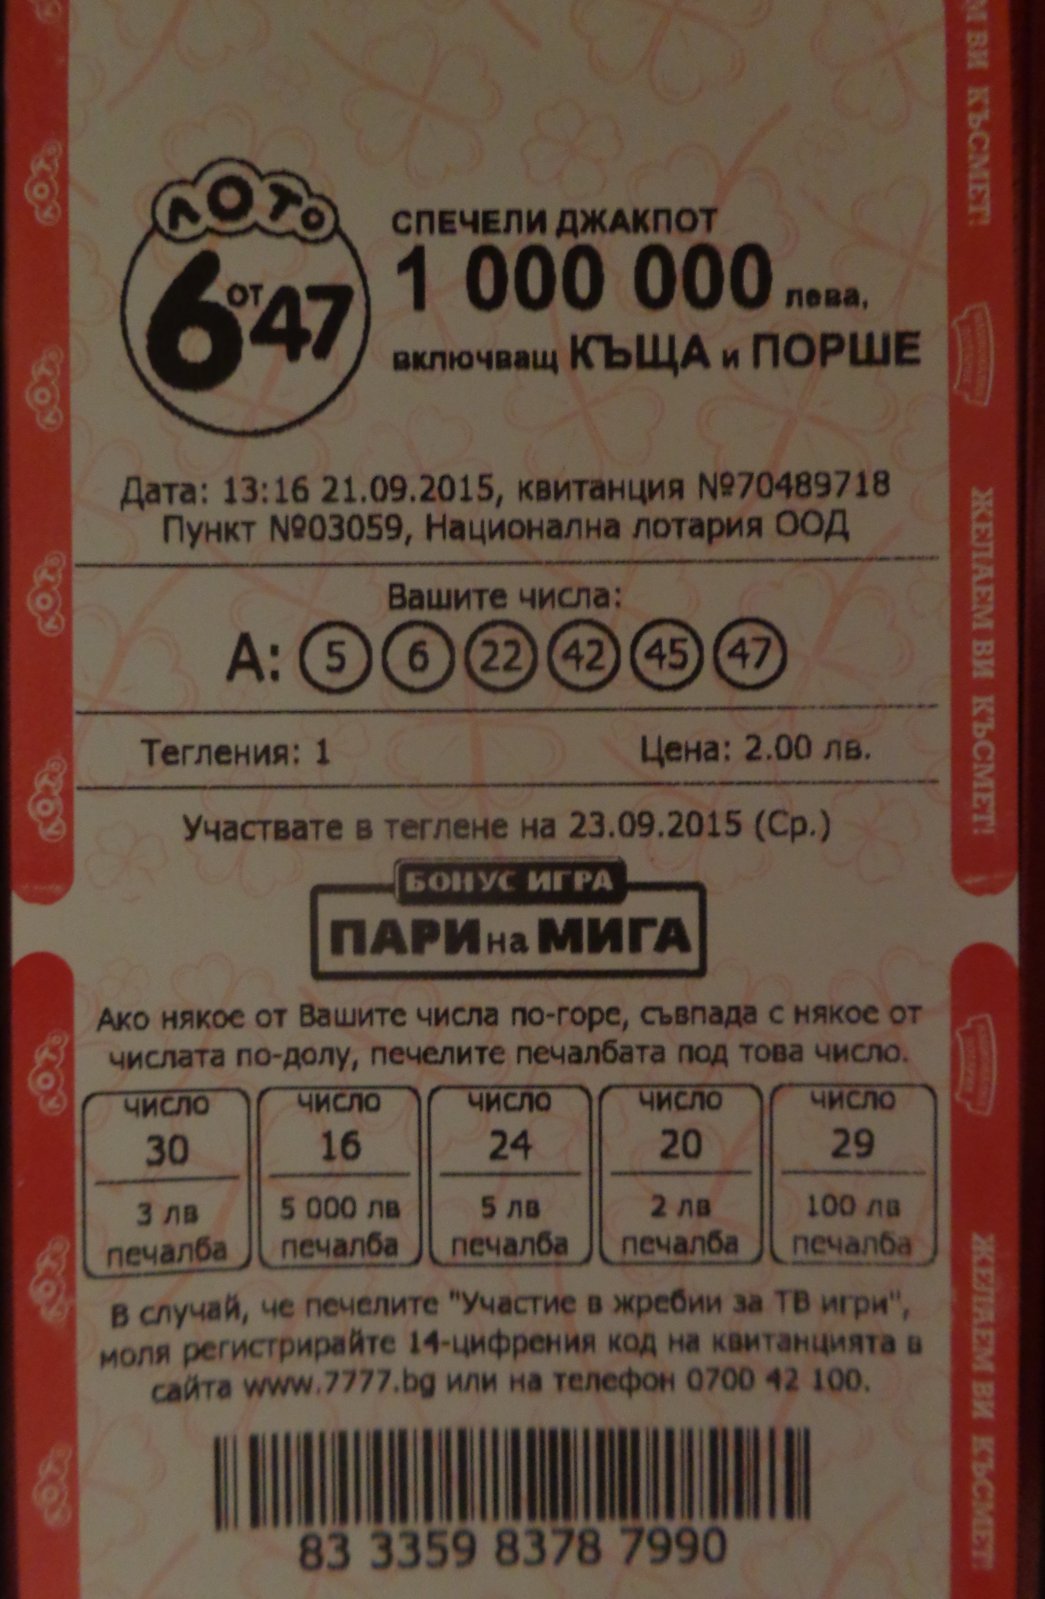 ЛОТО
6 от 47
СПЕЧЕЛИ ДЖАКПОТ
1 000 000 лева,
включващ КЪЩА и ПОРШЕ
Дата: 13:16 21.09.2015, квитанция №70489718
Пункт №03059, Национална лотария ООД
Вашите числа:
А: 5 6 22 42 45 47
Тегления: 1 Цена: 2.00 лв.
Участвате в теглене на 23.09.2015 (Ср.)
БОНУС ИГРА
ПАРИ на МИГА
Ако някое от Вашите числа по-горе, съвпада с някое от
числата по-долу, печелите печалбата под това число.
число число число число число
30 16 24 20 29
3 лв 5 000 лв 5 лв 2 лв 100 лв
печалба печалба печалба печалба печалба
В случай, че печелите "Участие в жребии за ТВ игри",
моля регистрирайте 14-цифрения код на квитанцията в
сайта www.7777.bg или на телефон 0700 42 100.
83 3359 8378 7990
ЛОТО
ЛОТО
ЛОТО
ЛОТО
ЛОТО
ЛОТО
ЛОТО
М ВИ КЪСМЕТ!
ЖЕЛАЕМ ВИ КЪСМЕТ!
ЖЕЛАЕМ ВИ КЪСМЕТ!